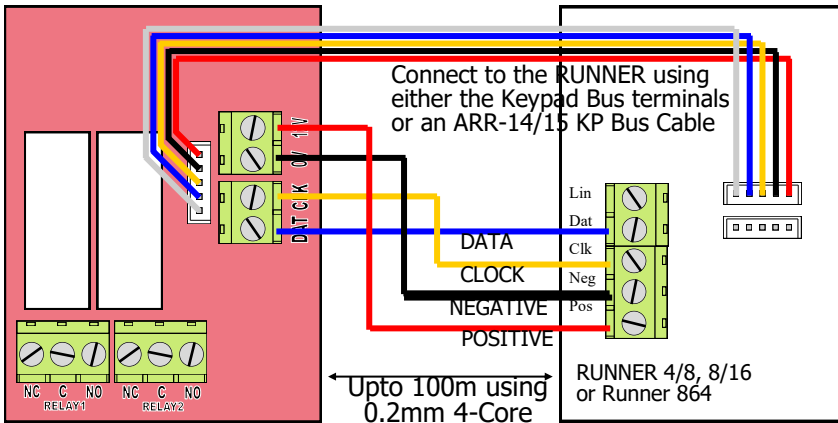 Connect to the RUNNER using
either the Keypad Bus terminals
or an ARR-14/15 KP Bus Cable
0V 12V
DAT CLK
Lin
Dat
Clk
Neg
Pos
DATA
CLOCK
NEGATIVE
POSITIVE
NC C NO NC C NO
RELAY1 RELAY2
Upto 100m using
0.2mm 4-Core
RUNNER 4/8, 8/16
or Runner 864